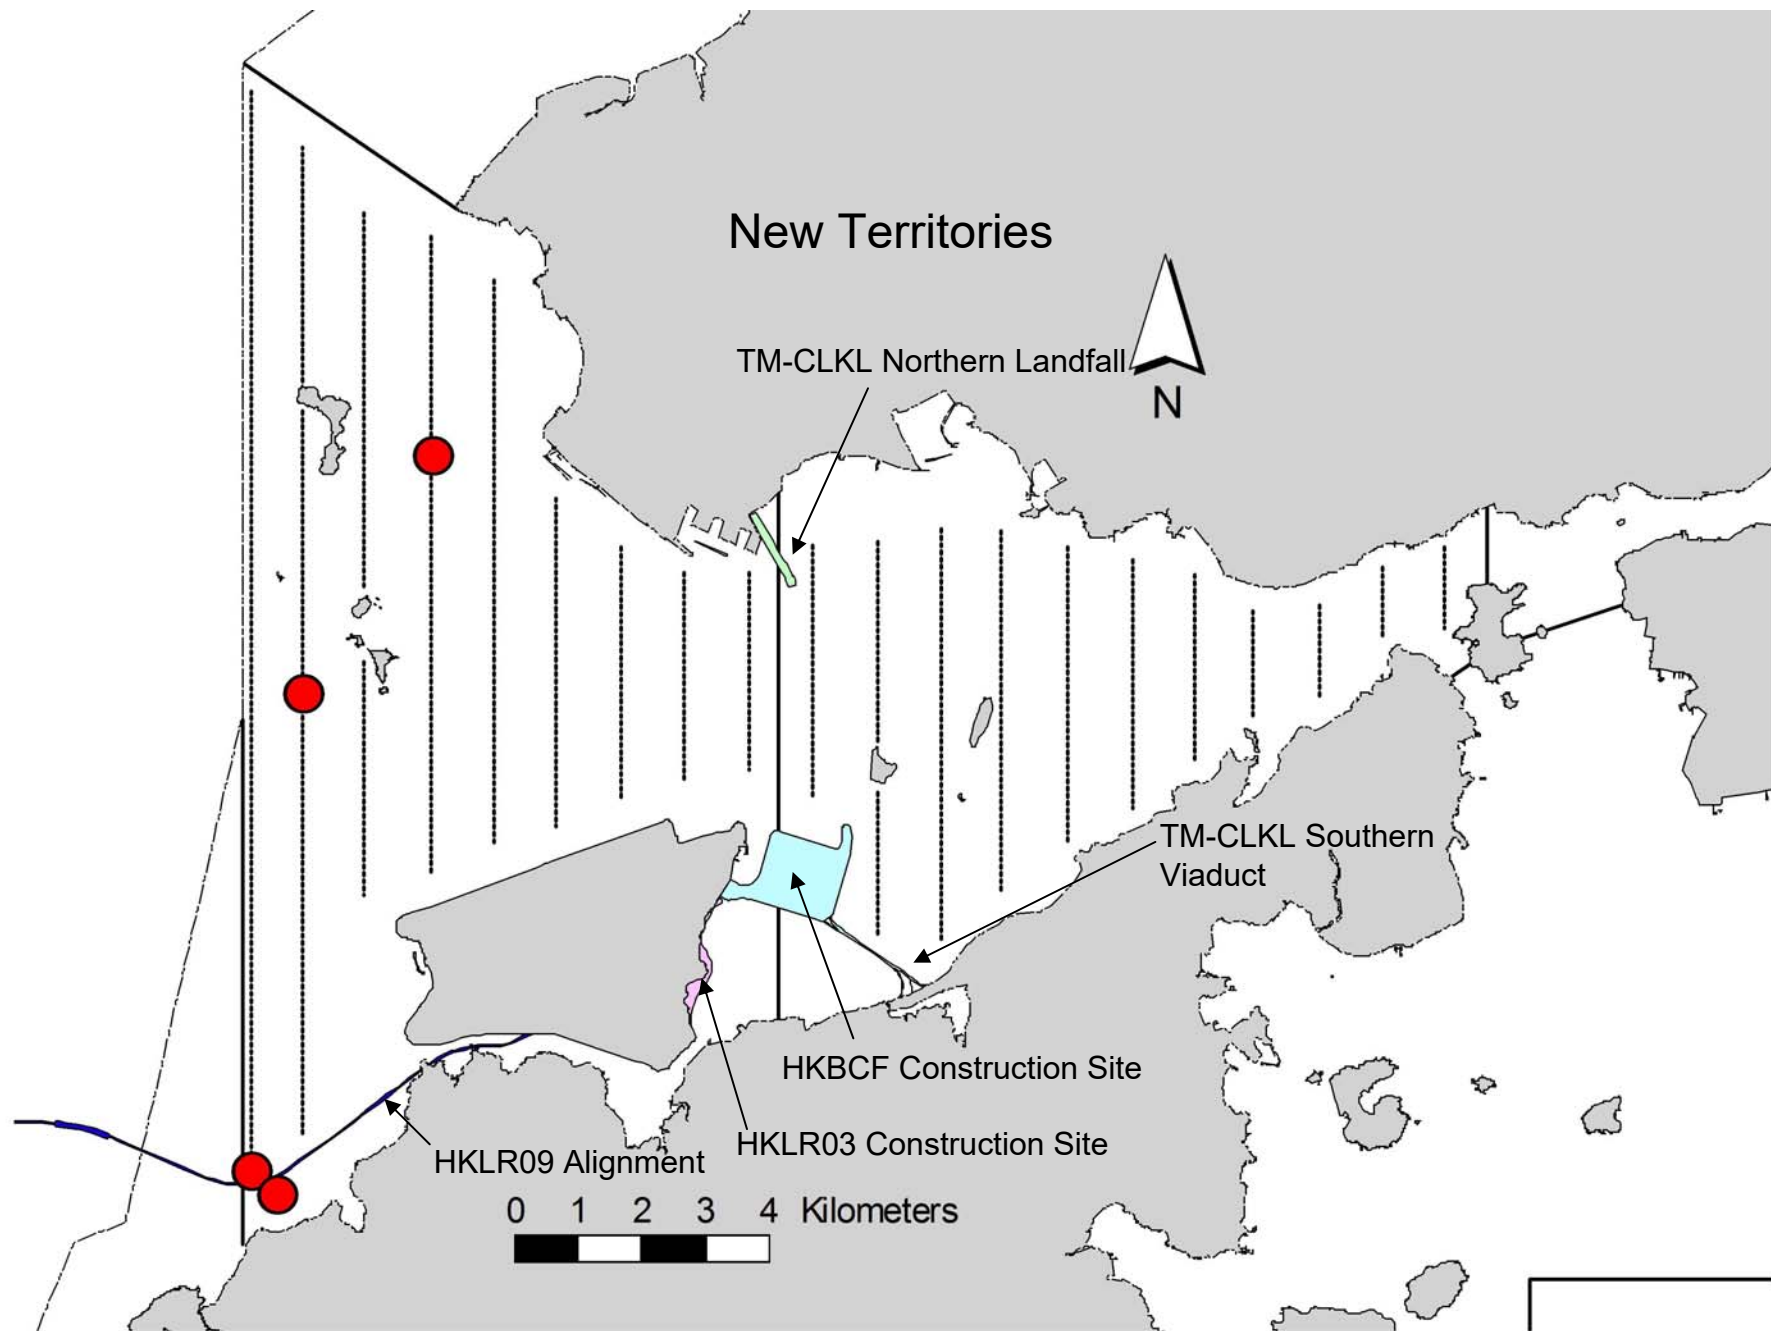 New Territories
TM-CLKL Northern Landfall
N
TM-CLKL Southern
Viaduct
HKBCF Construction Site
HKLR03 Construction Site
HKLR09 Alignment
0 1 2 3 4 Kilometers